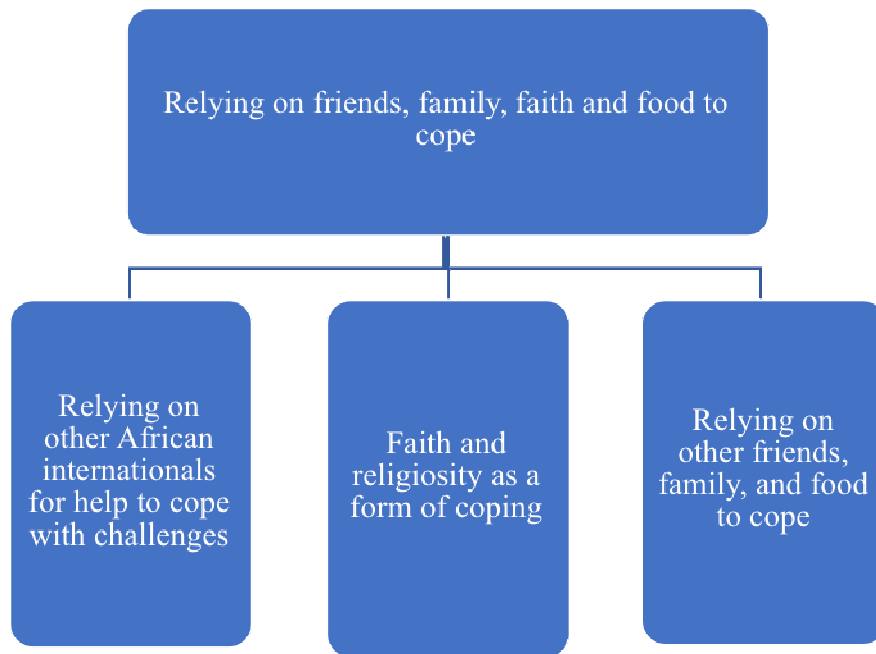 Relying on friends, family, faith and food to
cope
Relying on
other African
internationals
for help to cope
with challenges
Faith and
religiosity as a
form of coping
Relying on
other friends,
family, and food
to cope